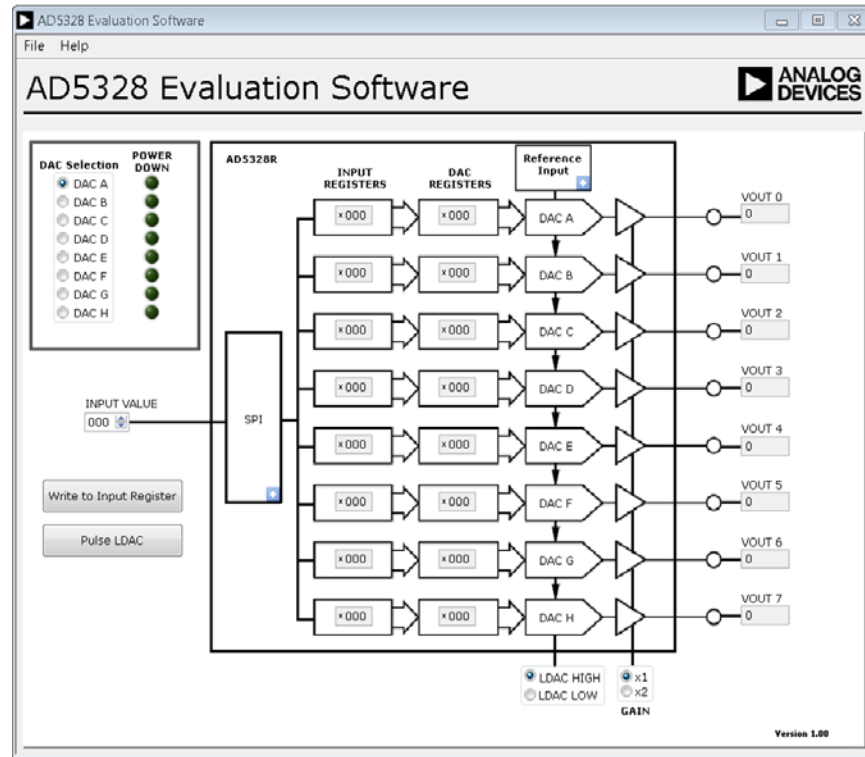 AD5328 Evaluation Software
File Help
AD5328 Evaluation Software
ANALOG
DEVICES
DAC Selection
POWER
DOWN
DAC A
DAC B
DAC C
DAC D
DAC E
DAC F
DAC G
DAC H
AD5328R
INPUT
REGISTERS
DAC
REGISTERS
Reference
Input
x000 x000 DAC A
VOUT 0
0
x000 x000 DAC B
VOUT 1
0
x000 x000 DAC C
VOUT 2
0
x000 x000 DAC D
VOUT 3
0
x000 x000 DAC E
VOUT 4
0
x000 x000 DAC F
VOUT 5
0
x000 x000 DAC G
VOUT 6
0
x000 x000 DAC H
VOUT 7
0
INPUT VALUE
000
SPI
Write to Input Register
Pulse LDAC
LDAC HIGH
LDAC LOW
x1
x2
GAIN
Version 1.00